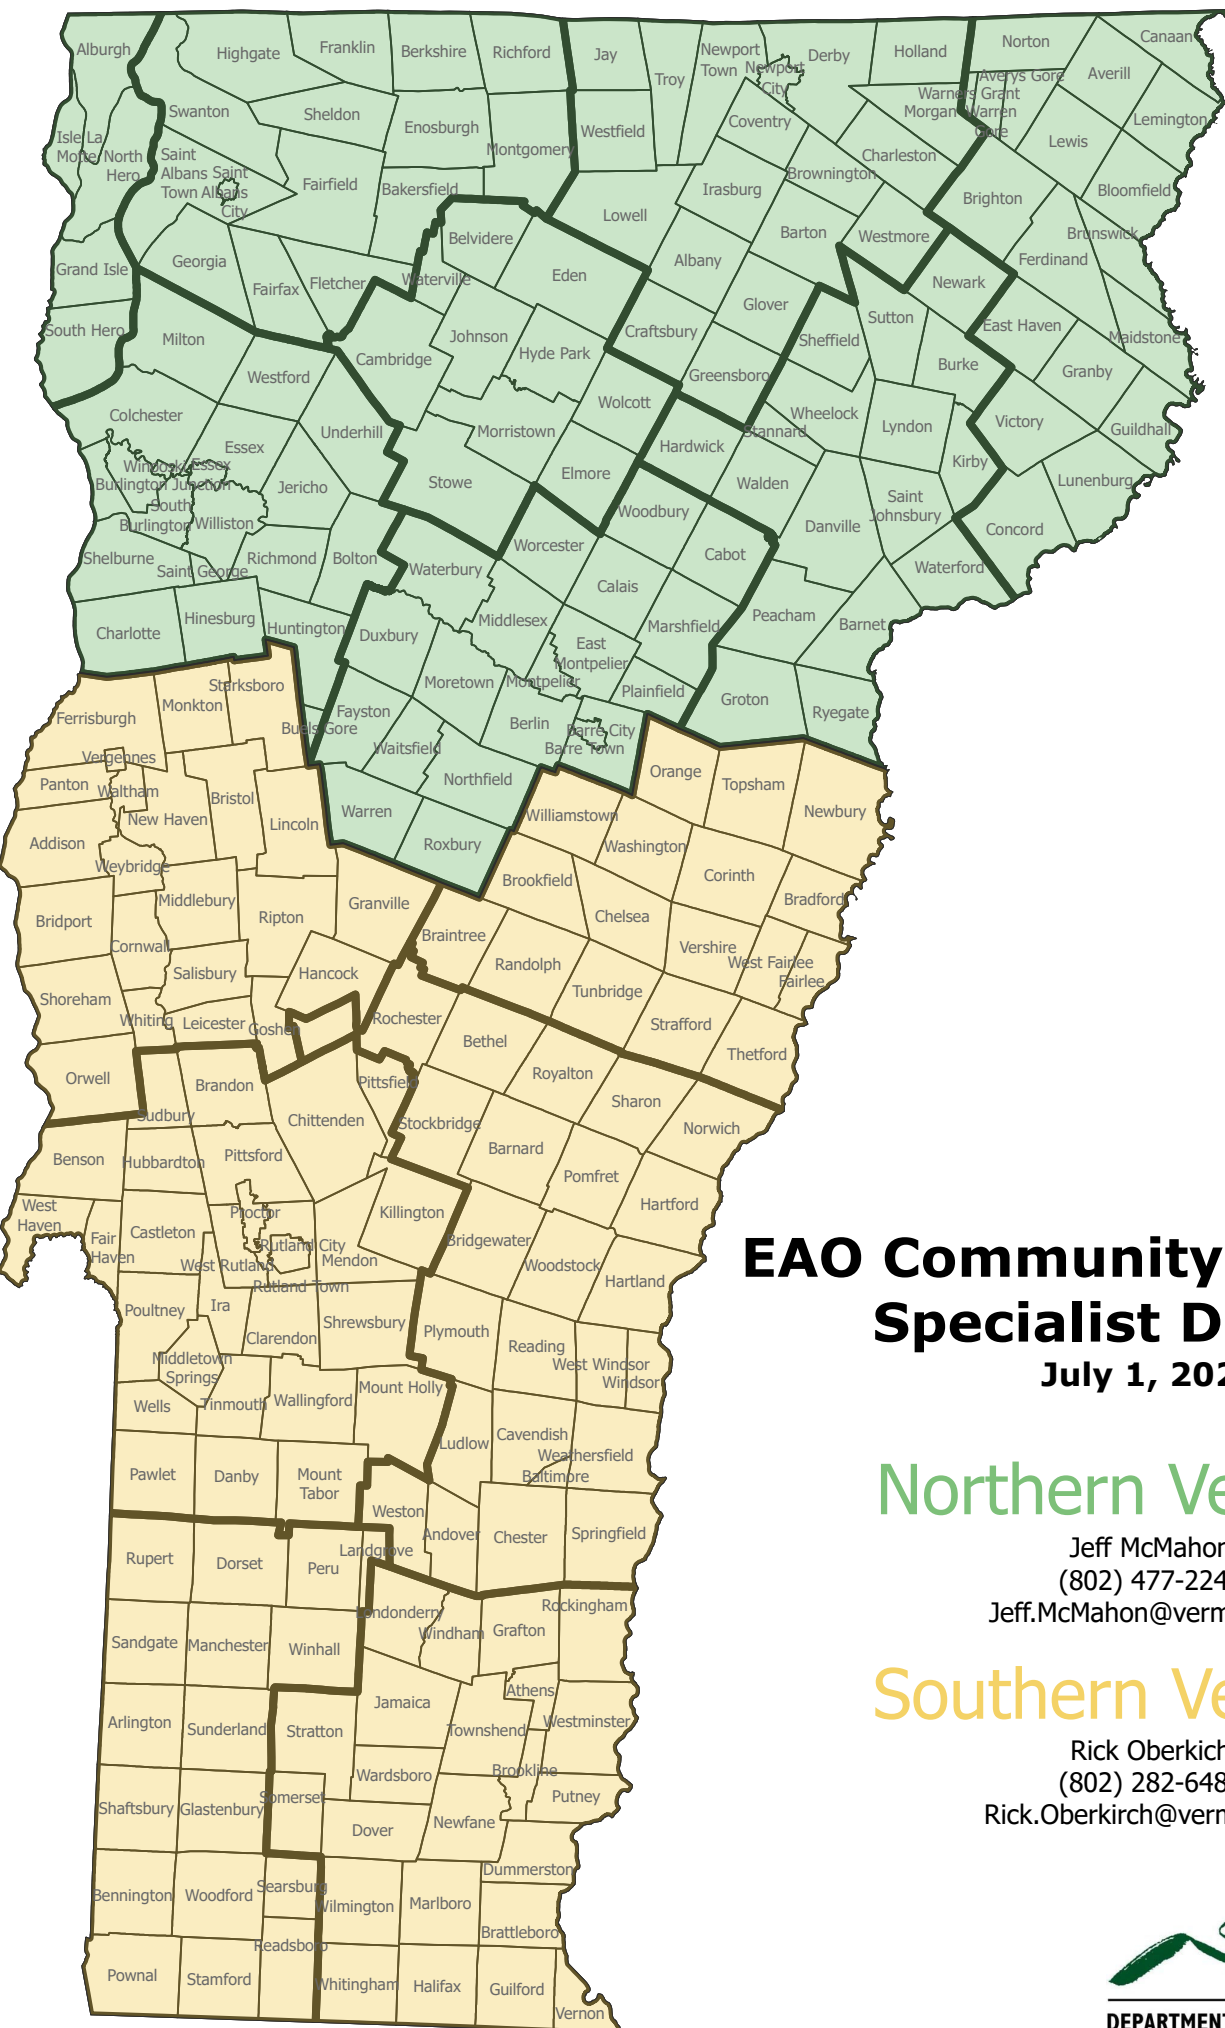 Alburgh
Highgate
Franklin
Berkshire
Richford
Jay
Troy
Newport
Town
Newport
City
Derby
Holland
Norton
Canaan
Averys Gore
Averill
Warners Grant
Morgan
Warren
Gore
Lewis
Lemington
Swanton
Sheldon
Enosburgh
Montgomery
Westfield
Coventry
Charleston
Brownington
Isle La
Motte
North
Hero
Saint
Albans
Town
Saint
Albans
City
Fairfield
Bakersfield
Lowell
Irasburg
Brighton
Bloomfield
Brunswick
Ferdinand
Belvidere
Barton
Westmore
Grand Isle
Georgia
Fairfax
Fletcher
Waterville
Eden
Albany
Newark
South Hero
Milton
Johnson
Hyde Park
Craftsbury
Glover
Sutton
Sheffield
East Haven
Maidstone
Cambridge
Westford
Greensboro
Burke
Granby
Colchester
Underhill
Wolcott
Wheelock
Stannard
Lyndon
Victory
Guildhall
Morristown
Essex
Hardwick
Kirby
Winooski
Essex
Junction
Burlington
Jericho
Stowe
Elmore
Walden
Lunenburg
South
Burlington
Williston
Woodbury
Danville
Saint
Johnsbury
Concord
Shelburne
Saint George
Richmond
Bolton
Waterbury
Worcester
Cabot
Waterford
Calais
Charlotte
Hinesburg
Huntington
Duxbury
Middlesex
Marshfield
Peacham
Barnet
East
Montpelier
Montpelier
Starksboro
Monkton
Moretown
Plainfield
Groton
Ryegate
Ferrisburgh
Buels Gore
Fayston
Waitsfield
Berlin
Barre City
Barre Town
Vergennes
Panton
Waltham
Bristol
Northfield
Orange
Topsham
Newbury
New Haven
Lincoln
Warren
Williamstown
Addison
Roxbury
Washington
Weybridge
Middlebury
Brookfield
Corinth
Bradford
Bridport
Ripton
Granville
Chelsea
Cornwall
Braintree
Vershire
West Fairlee
Fairlee
Salisbury
Hancock
Randolph
Tunbridge
Shoreham
Whiting
Leicester
Goshen
Rochester
Strafford
Bethel
Thetford
Orwell
Brandon
Pittsfield
Royalton
Sudbury
Chittenden
Stockbridge
Sharon
Norwich
Benson
Hubbardton
Pittsford
Barnard
Pomfret
West
Haven
Proctor
Killington
Hartford
Fair
Haven
Castleton
West Rutland
Rutland City
Mendon
Bridgewater
Woodstock
Rutland Town
Hartland
Poultney
Ira
Clarendon
Shrewsbury
Plymouth
Reading
Middletown
Springs
West Windsor
Windsor
Wells
Tinmouth
Wallingford
Mount Holly
Ludlow
Cavendish
Weathersfield
Baltimore
Pawlet
Danby
Mount
Tabor
Weston
Andover
Chester
Springfield
Rupert
Dorset
Peru
Landgrove
Londonderry
Windham
Grafton
Rockingham
Sandgate
Manchester
Winhall
Athens
Jamaica
Westminster
Arlington
Sunderland
Stratton
Townshend
Wardsboro
Brookline
Putney
Shaftsbury
Glastenbury
Somerset
Dover
Newfane
Dummerston
Bennington
Woodford
Searsburg
Wilmington
Marlboro
Brattleboro
Readsboro
Pownal
Stamford
Whitingham
Halifax
Guilford
Vernon
EAO Community
Specialist D
July 1, 202
Northern Ve
Jeff McMahon
(802) 477-224
Jeff.McMahon@verm
Southern Ve
Rick Oberkirch
(802) 282-648
Rick.Oberkirch@verm
DEPARTMENT